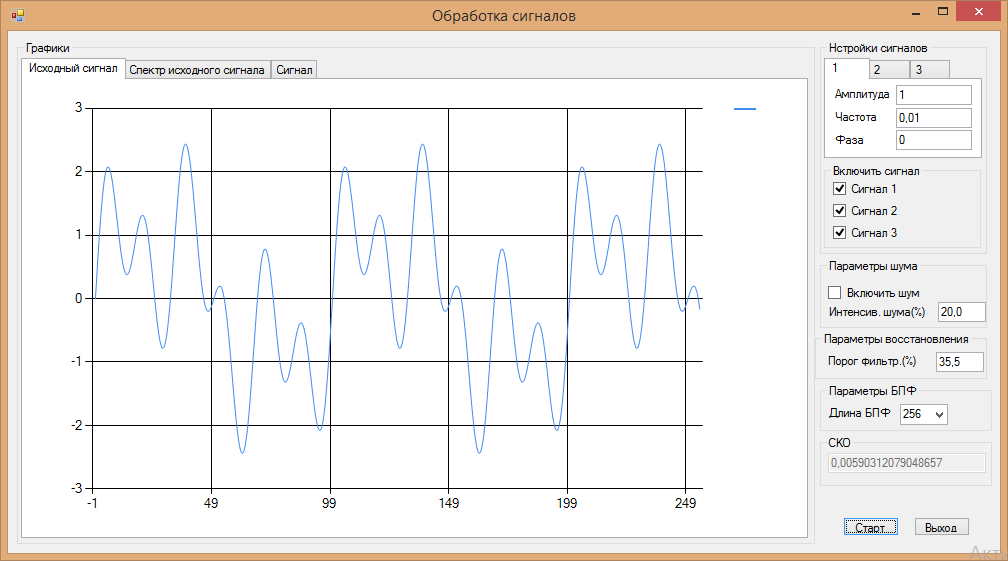 Обработка сигналов
Графики
Исходный сигнал Спектр исходного сигнала Сигнал
3
2
1
0
-1
-2
-3
-1 49 99 149 199 249
Нстройки сигналов
1 2 3
Амплитуда 1
Частота 0,01
Фаза 0
Включить сигнал
Сигнал 1
Сигнал 2
Сигнал 3
Параметры шума
Включить шум
Интенсив. шума(%) 20,0
Параметры восстановления
Порог фильтр.(%) 35,5
Параметры БПФ
Длина БПФ 256
СКО
0,00590312079048657
Старт Выход